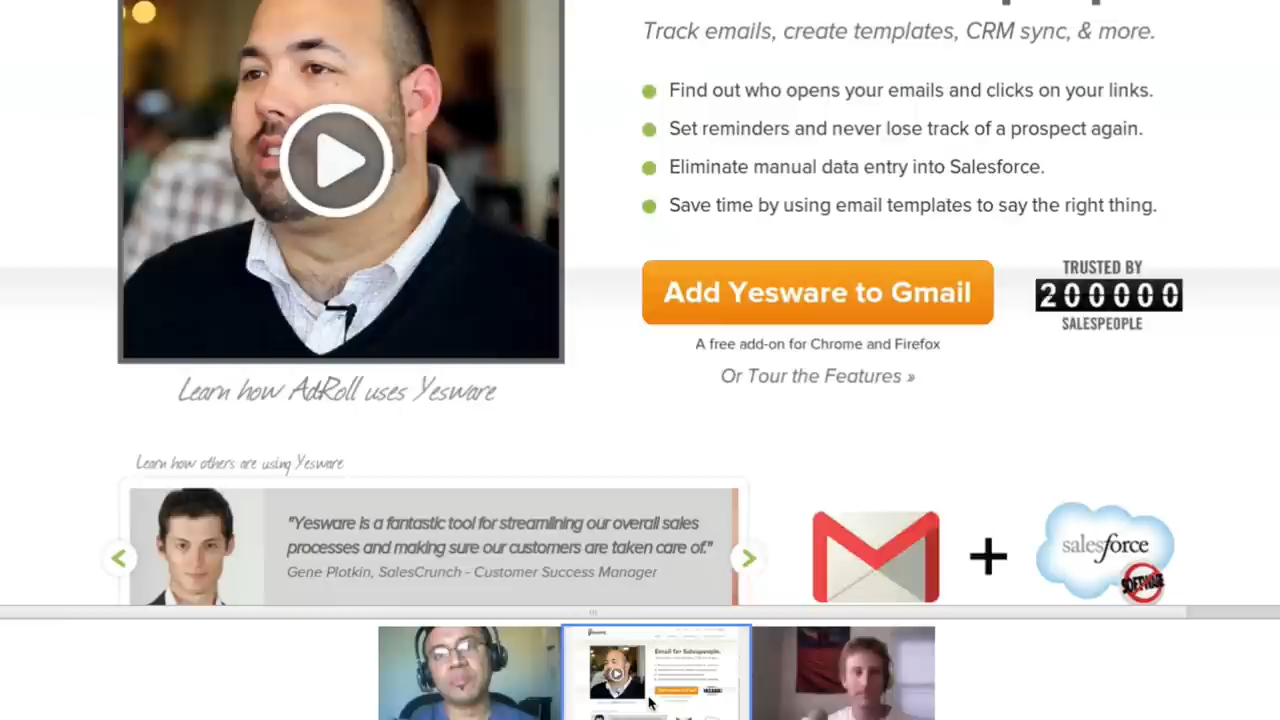 Track emails, create templates, CRM sync, & more.
Find out who opens your emails and clicks on your links.
Set reminders and never lose track of a prospect again.
Eliminate manual data entry into Salesforce.
Save time by using email templates to say the right thing.
Add Yesware to Gmail
TRUSTED BY
200000
SALESPEOPLE
A free add-on for Chrome and Firefox
Or Tour the Features »
Learn how AdRoll uses Yesware
Learn how others are using Yesware
"Yesware is a fantastic tool for streamlining our overall sales
processes and making sure our customers are taken care of."
Gene Plotkin, SalesCrunch - Customer Success Manager
+
salesforce
SOFTWARE
Email for Salespeople.